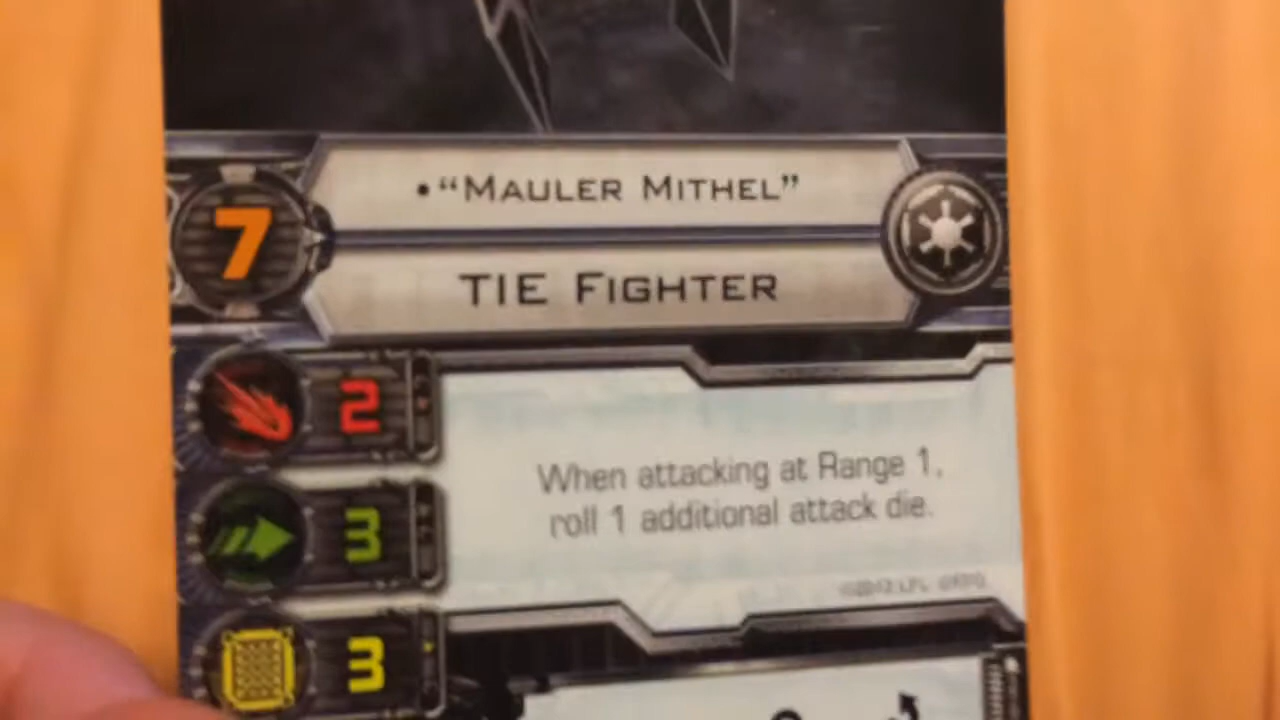 •“Mauler Mithel”
7
TIE Fighter
2
When attacking at Range 1,
roll 1 additional attack die.
3
3